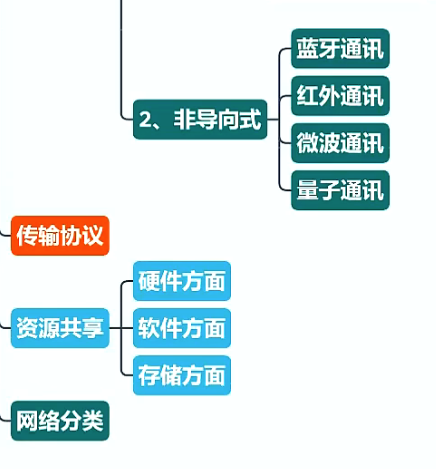 蓝牙通讯
红外通讯
2、非导向式
微波通讯
量子通讯
传输协议
硬件方面
资源共享
软件方面
存储方面
网络分类